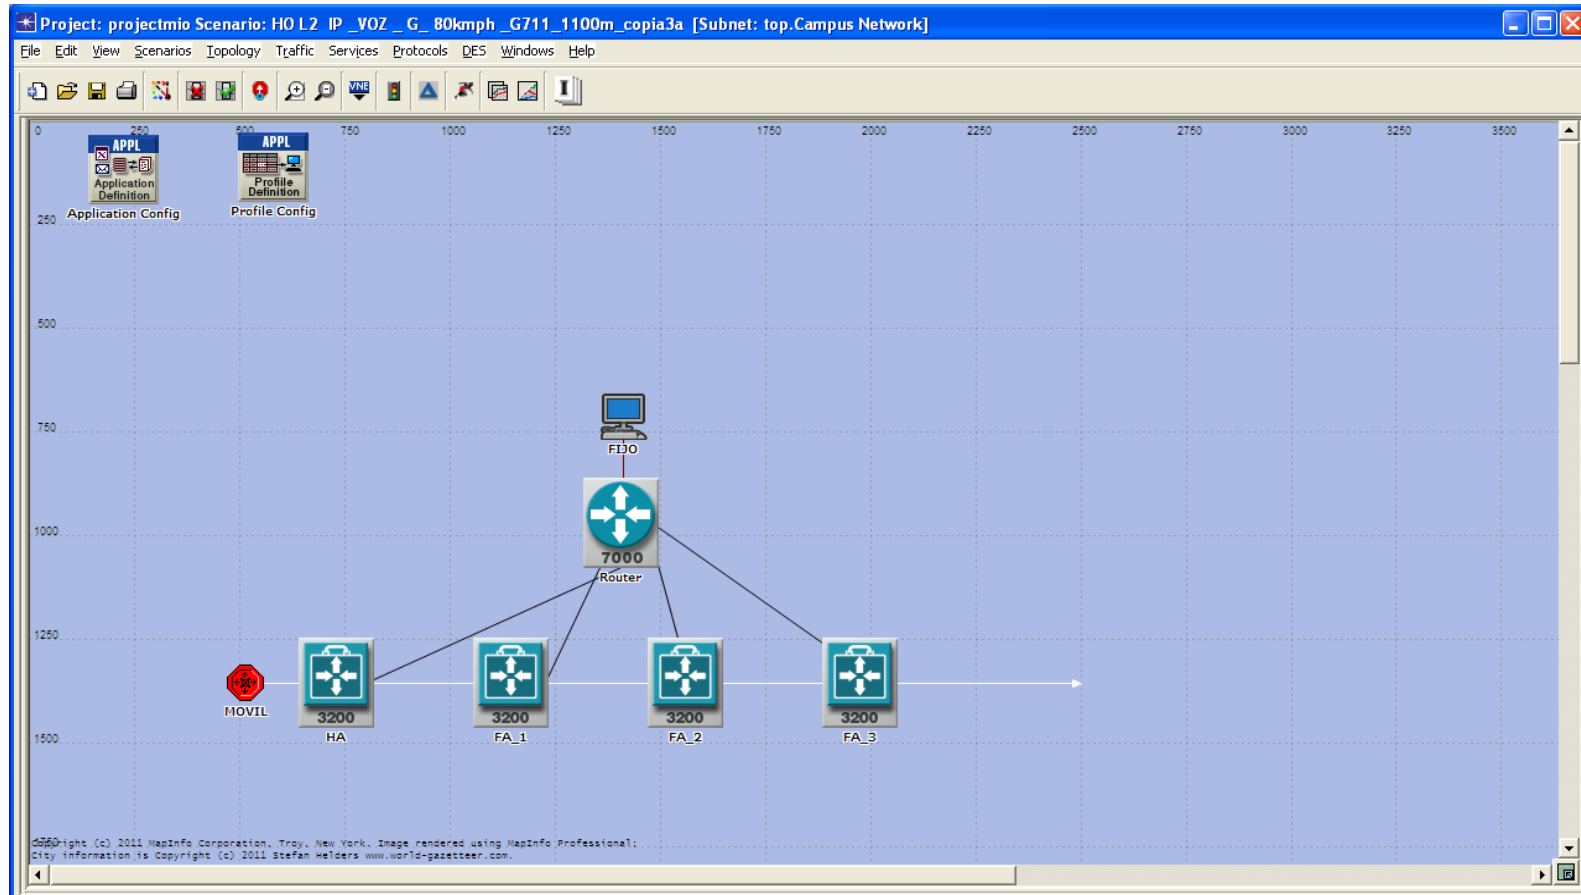 Project: projectmio Scenario: HO L2 IP _VOZ _ G_ 80kmph _G711_1100m_copia3a [Subnet: top.Campus Network]
File Edit View Scenarios Topology Traffic Services Protocols DES Windows Help
VNE
0 250 500 750 1000 1250 1500 1750 2000 2250 2500 2750 3000 3250 3500
APPL
Application
Definition
Application Config
APPL
Profile
Definition
Profile Config
250
500
750
FIJO
1000
7000
Router
1250
MOVIL
3200
HA
3200
FA_1
3200
FA_2
3200
FA_3
1500
1750
Copyright (c) 2011 MapInfo Corporation, Troy, New York. Image rendered using MapInfo Professional;
City information is Copyright (c) 2011 Stefan Helders www.world-gazetteer.com.